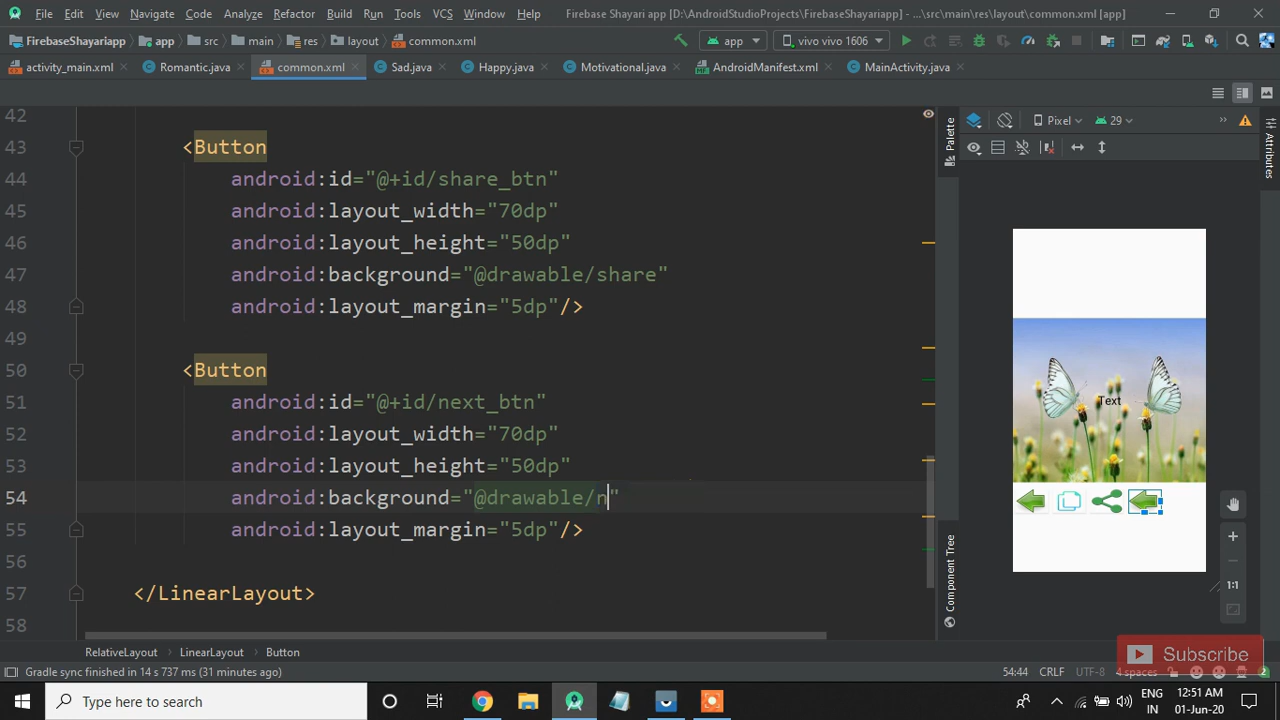 File Edit View Navigate Code Analyze Refactor Build Run Tools VCS Window Help Firebase Shayari app [D:\AndroidStudioProjects\FirebaseShayariapp] - ...\src\main\res\layout\common.xml [app]
FirebaseShayariapp app src main res layout common.xml app vivo vivo 1606
activity_main.xml Romantic.java common.xml Sad.java Happy.java Motivational.java AndroidManifest.xml MainActivity.java
42
43 <Button
44 android:id="@+id/share_btn"
45 android:layout_width="70dp"
46 android:layout_height="50dp"
47 android:background="@drawable/share"
48 android:layout_margin="5dp"/>
49
50 <Button
51 android:id="@+id/next_btn"
52 android:layout_width="70dp"
53 android:layout_height="50dp"
54 android:background="@drawable/n"
55 android:layout_margin="5dp"/>
56
57 </LinearLayout>
58
Palette
Pixel 29
Attributes
Text
Component Tree
1:1
RelativeLayout LinearLayout Button
Subscribe
Gradle sync finished in 14 s 737 ms (31 minutes ago) 54:44 CRLF UTF-8 4 spaces 2
Type here to search
ENG
IN
12:51 AM
01-Jun-20